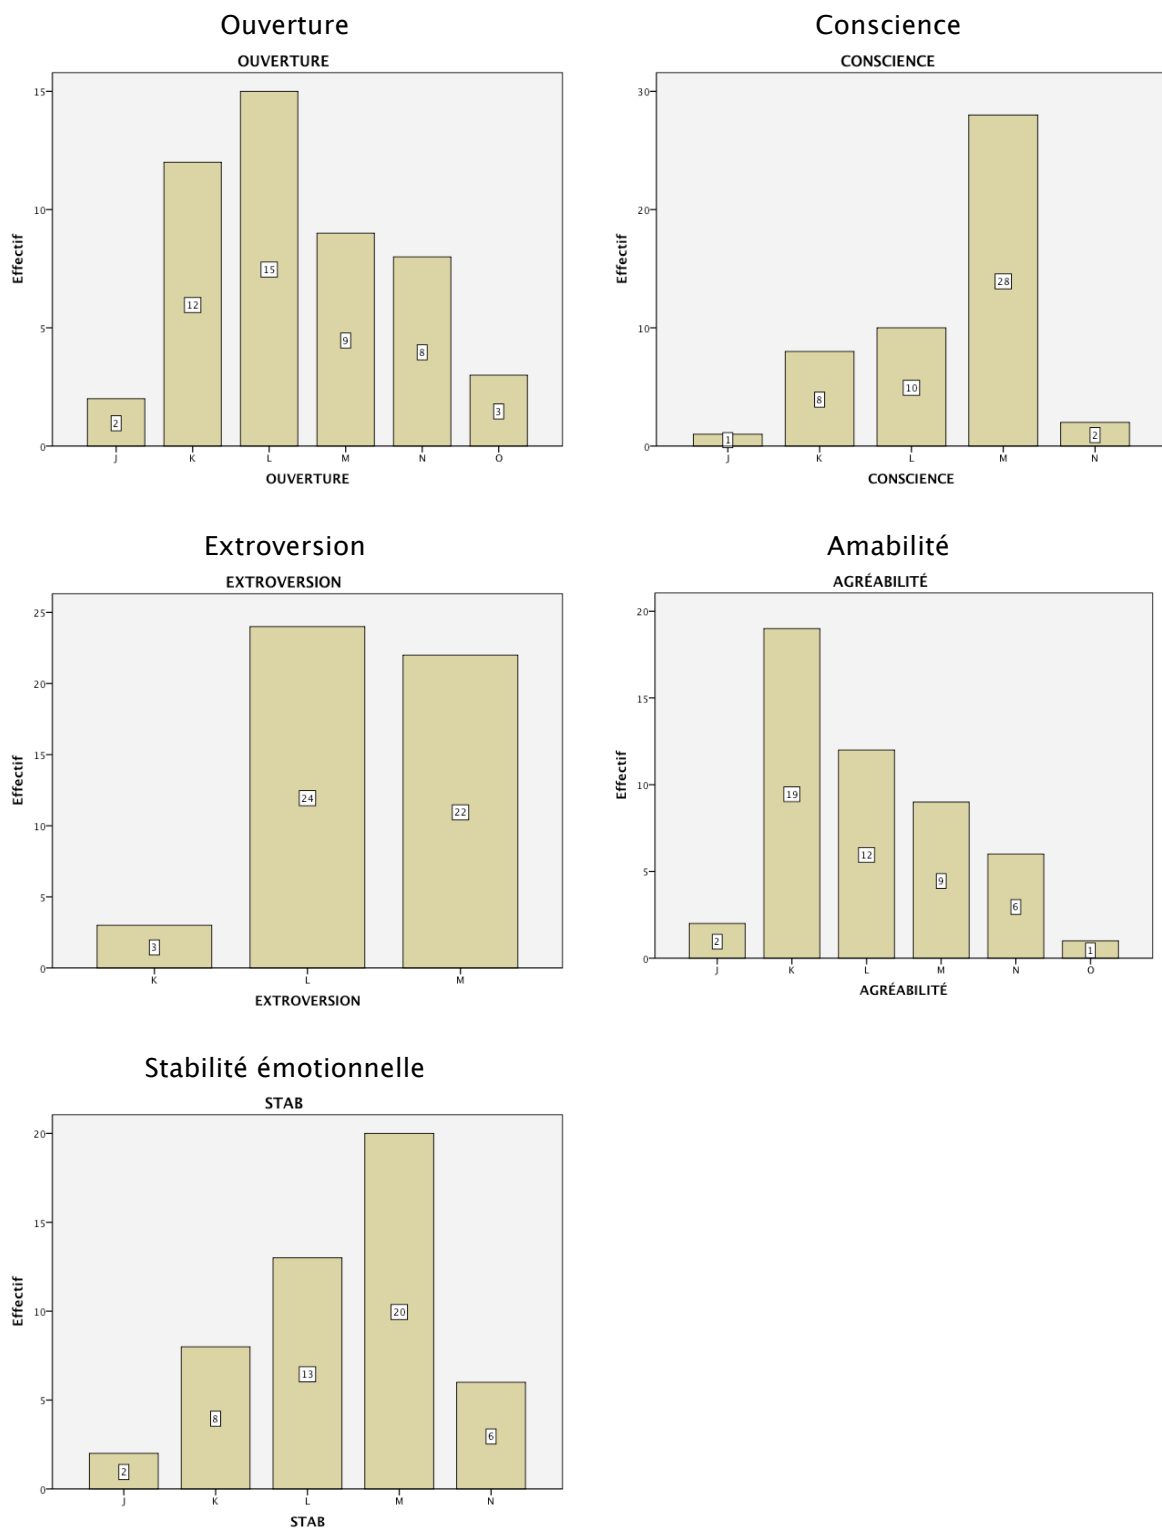 Ouverture
OUVERTURE
Effectif
15
10
5
0
2
12
15
9
8
3
J K L M N O
OUVERTURE
Conscience
CONSCIENCE
Effectif
30
20
10
0
1
8
10
28
2
J K L M N
CONSCIENCE
Extroversion
EXTROVERSION
Effectif
25
20
15
10
5
0
3
24
22
K L M
EXTROVERSION
Amabilité
AGRÉABILITÉ
Effectif
20
15
10
5
0
2
19
12
9
6
1
J K L M N O
AGRÉABILITÉ
Stabilité émotionnelle
STAB
Effectif
20
15
10
5
0
2
8
13
20
6
J K L M N
STAB